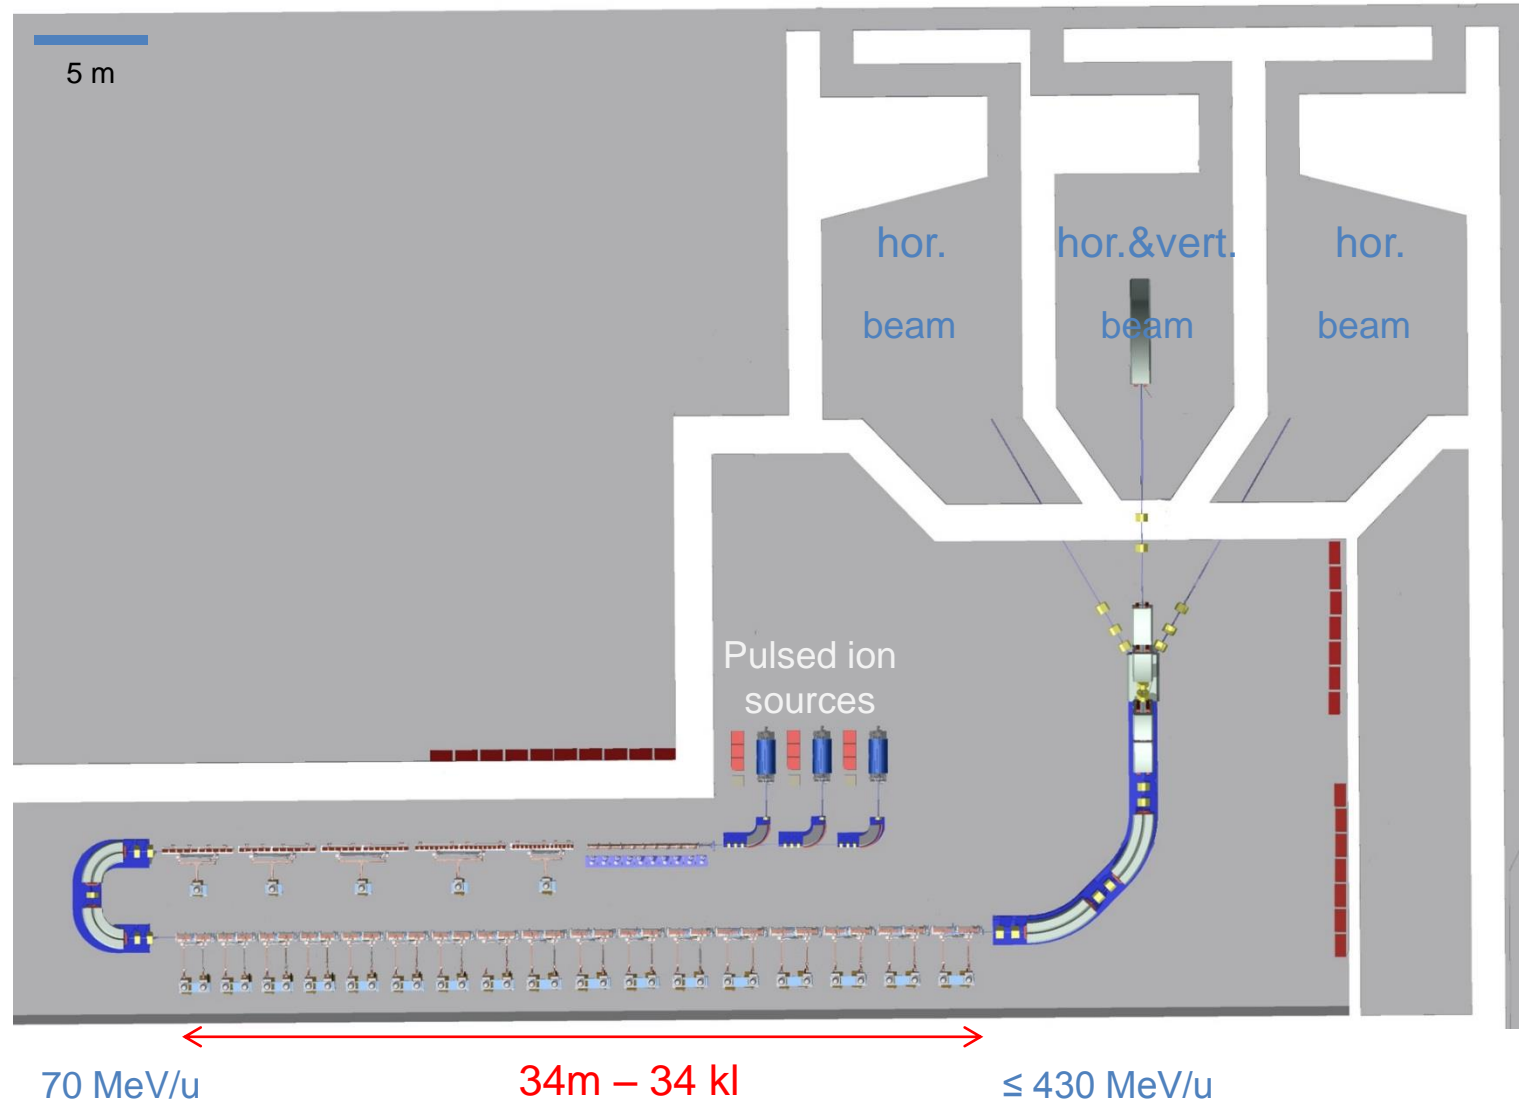 5 m
hor.
hor.&vert.
hor.
beam
beam
beam
Pulsed ion
sources
34m – 34 kl
70 MeV/u
≤ 430 MeV/u